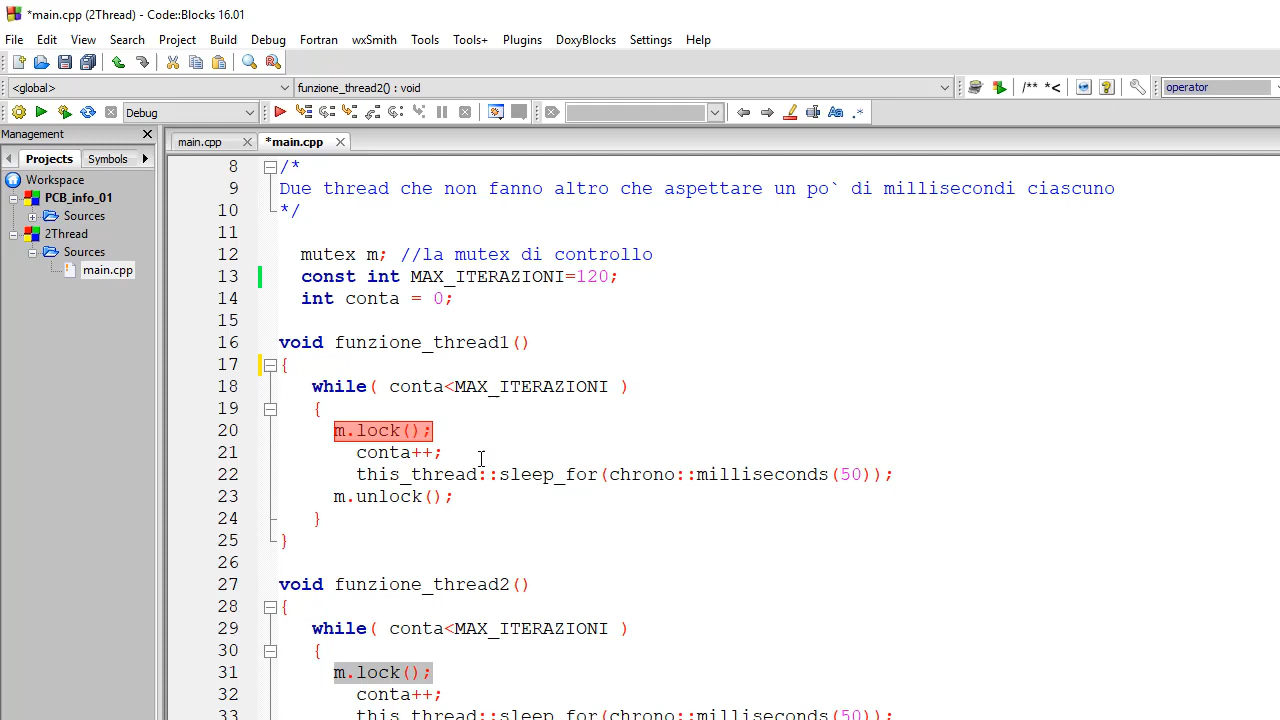 *main.cpp (2Thread) - Code::Blocks 16.01
File Edit View Search Project Build Debug Fortran wxSmith Tools Tools+ Plugins DoxyBlocks Settings Help
<global> funzione_thread2() : void /** *< operator
Debug
Management
main.cpp *main.cpp
Projects Symbols
Workspace
PCB_info_01
Sources
2Thread
Sources
main.cpp
8 /*
9 Due thread che non fanno altro che aspettare un po` di millisecondi ciascuno
10 */
11
12 mutex m; //la mutex di controllo
13 const int MAX_ITERAZIONI=120;
14 int conta = 0;
15
16 void funzione_thread1()
17 {
18 while( conta<MAX_ITERAZIONI )
19 {
20 m.lock();
21 conta++;
22 this_thread::sleep_for(chrono::milliseconds(50));
23 m.unlock();
24 }
25 }
26
27 void funzione_thread2()
28 {
29 while( conta<MAX_ITERAZIONI )
30 {
31 m.lock();
32 conta++;
33 this_thread::sleep_for(chrono::milliseconds(50));